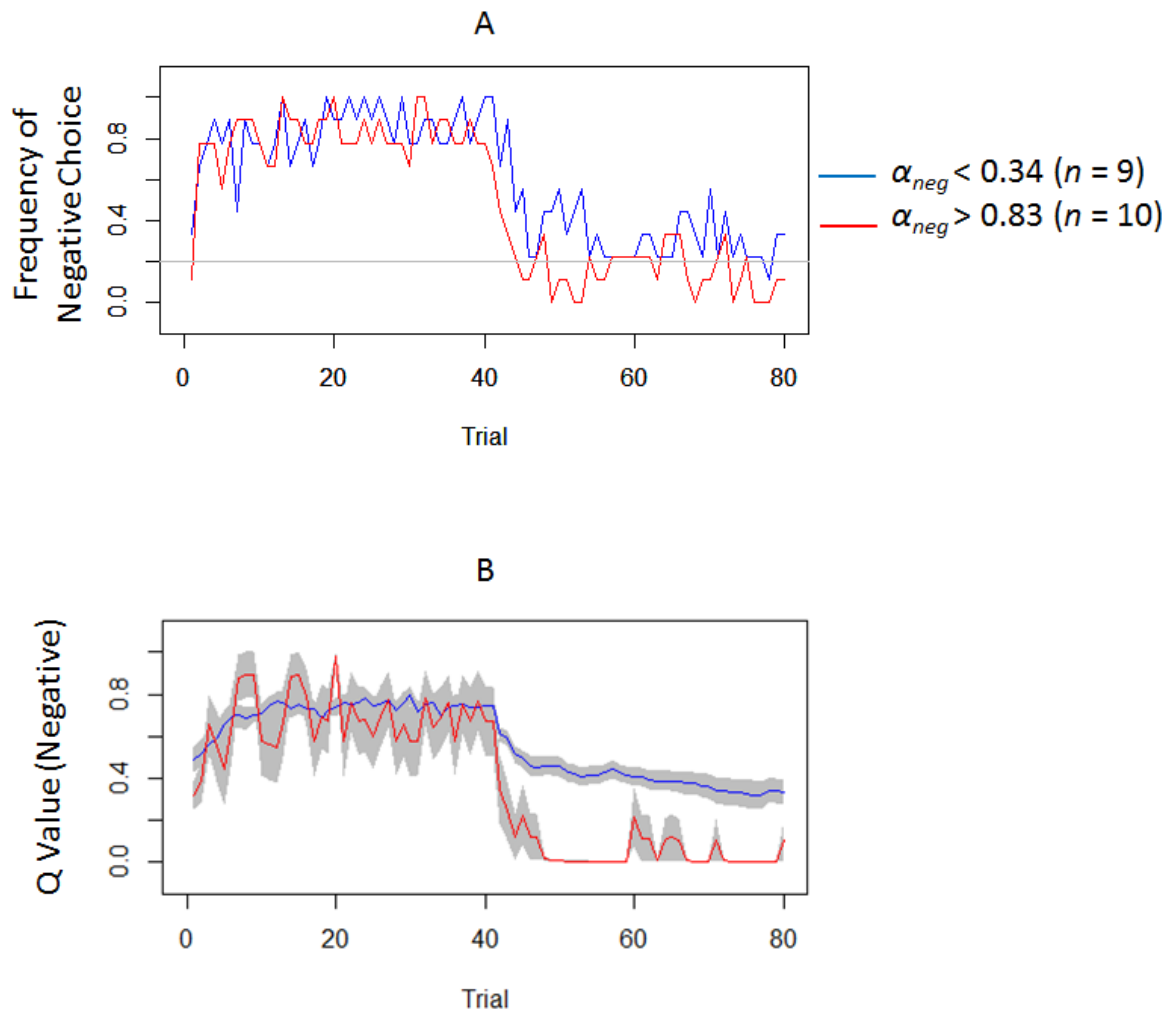 A
Frequency of
Negative Choice
0.8
0.4
0.0
0 20 40 60 80
Trial
α_neg < 0.34 (n = 9)
α_neg > 0.83 (n = 10)
B
Q Value (Negative)
0.8
0.4
0.0
0 20 40 60 80
Trial